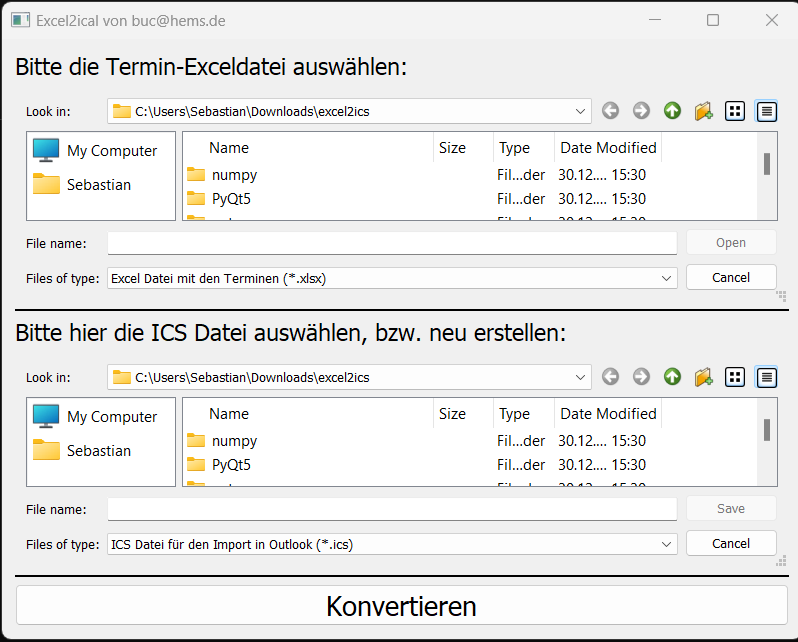 Excel2ical von buc@hems.de
Bitte die Termin-Exceldatei auswählen:
Look in: C:\Users\Sebastian\Downloads\excel2ics
My Computer
Sebastian
Name Size Type Date Modified
numpy Fil...der 30.12.... 15:30
PyQt5 Fil...der 30.12.... 15:30
File name: Open
Files of type: Excel Datei mit den Terminen (*.xlsx) Cancel
Bitte hier die ICS Datei auswählen, bzw. neu erstellen:
Look in: C:\Users\Sebastian\Downloads\excel2ics
My Computer
Sebastian
Name Size Type Date Modified
numpy Fil...der 30.12.... 15:30
PyQt5 Fil...der 30.12.... 15:30
File name: Save
Files of type: ICS Datei für den Import in Outlook (*.ics) Cancel
Konvertieren